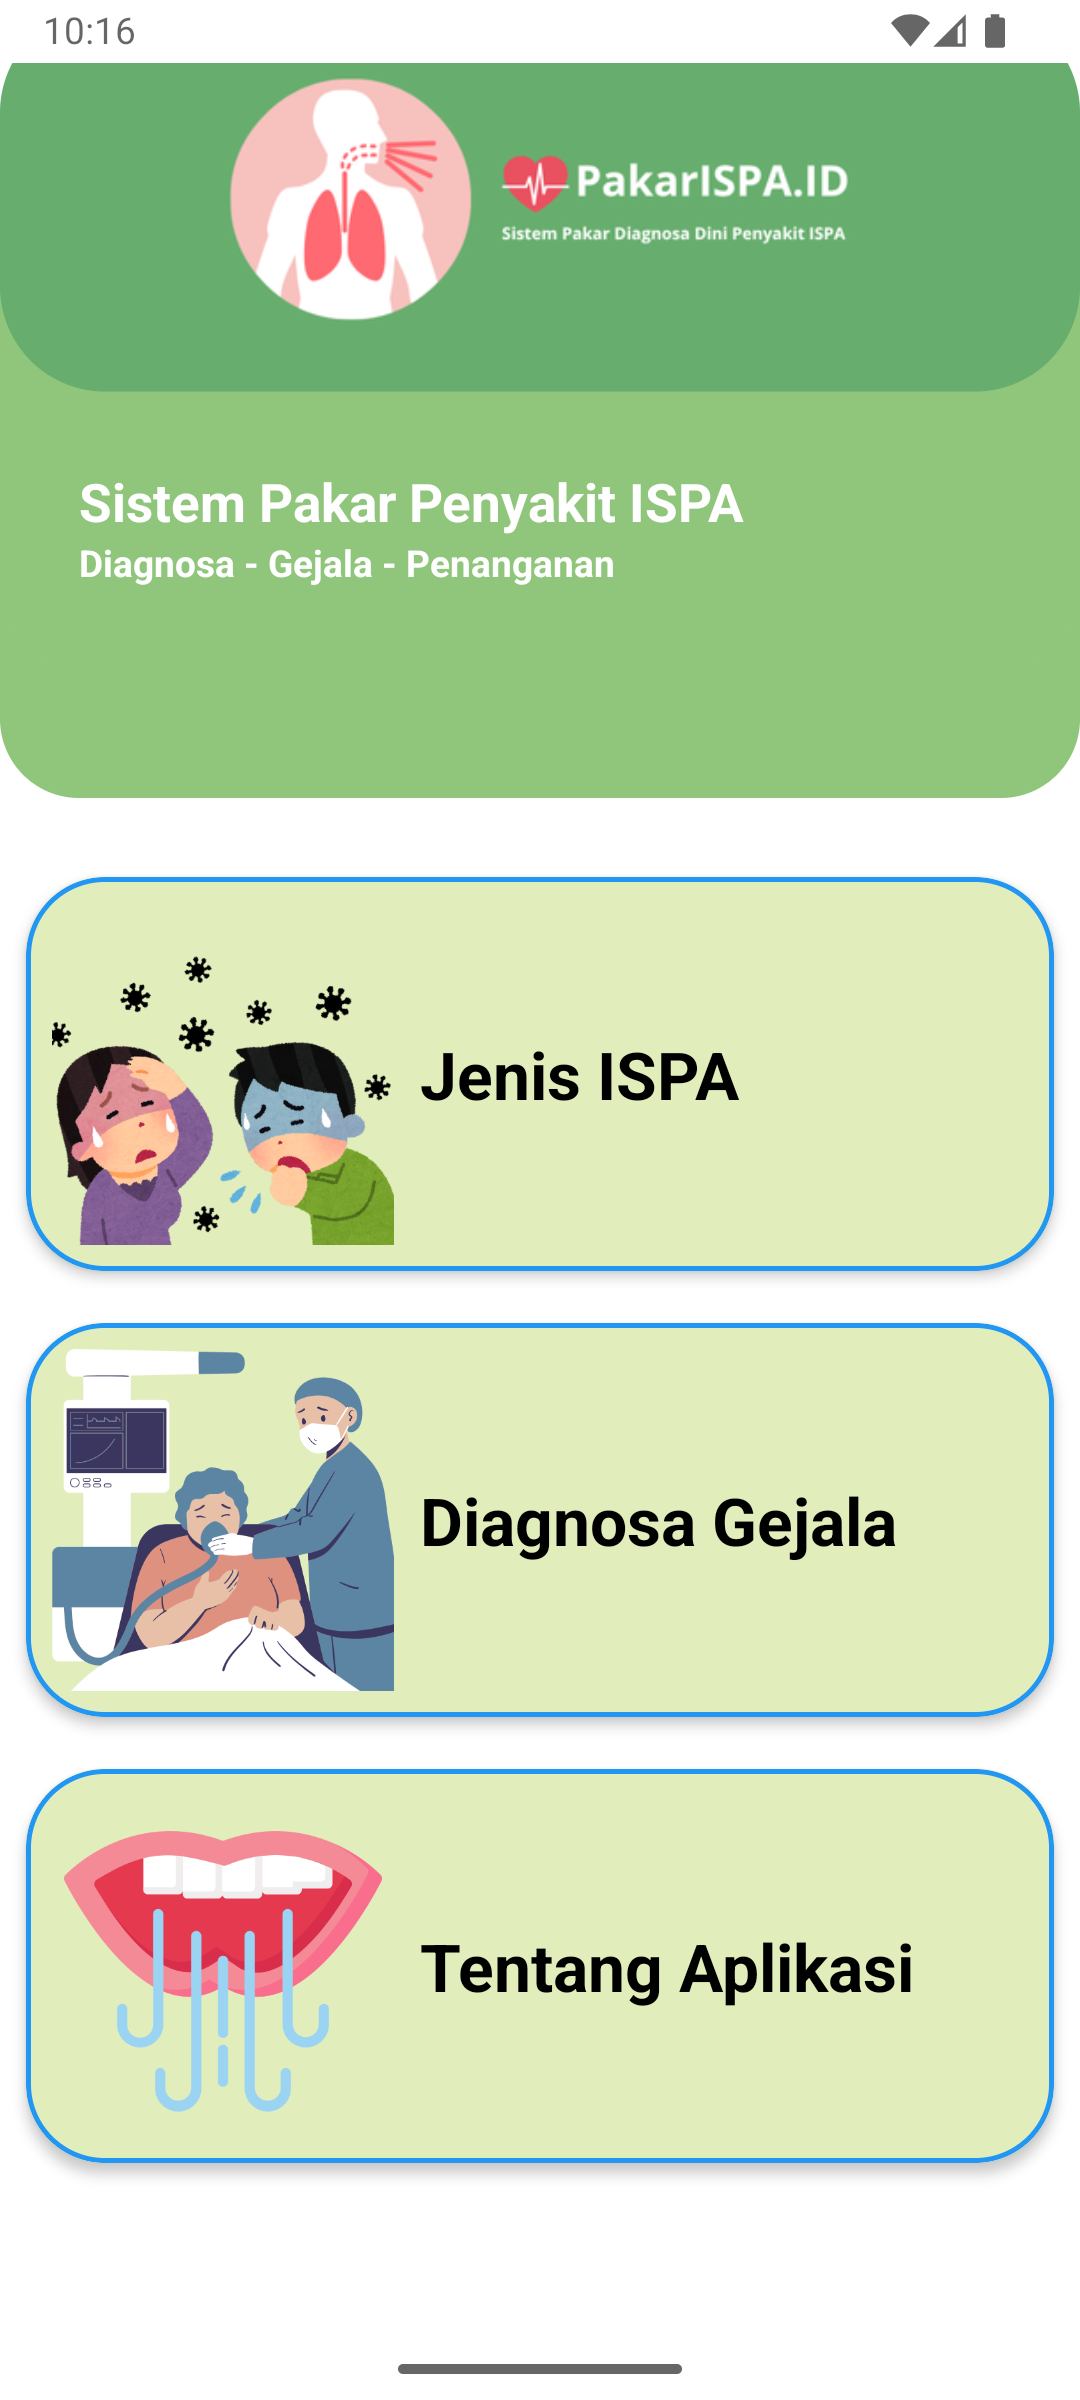 10:16
PakarISPA.ID
Sistem Pakar Diagnosa Dini Penyakit ISPA
Sistem Pakar Penyakit ISPA
Diagnosa - Gejala - Penanganan
Jenis ISPA
Diagnosa Gejala
Tentang Aplikasi